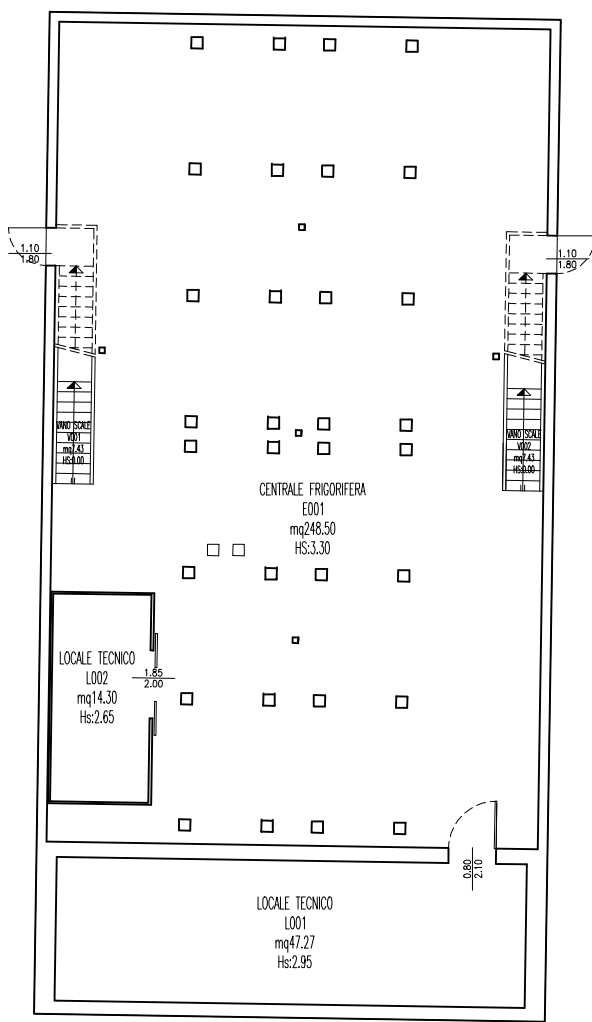 1.10
1.80
1.10
1.80
VANO SCALE
V001
mq7.43
HS:0.00
VANO SCALE
V002
mq7.43
HS:0.00
CENTRALE FRIGORIFERA
E001
mq248.50
HS:3.30
LOCALE TECNICO
L002
mq14.30
Hs:2.65
1.85
2.00
0.80
2.10
LOCALE TECNICO
L001
mq47.27
Hs:2.95